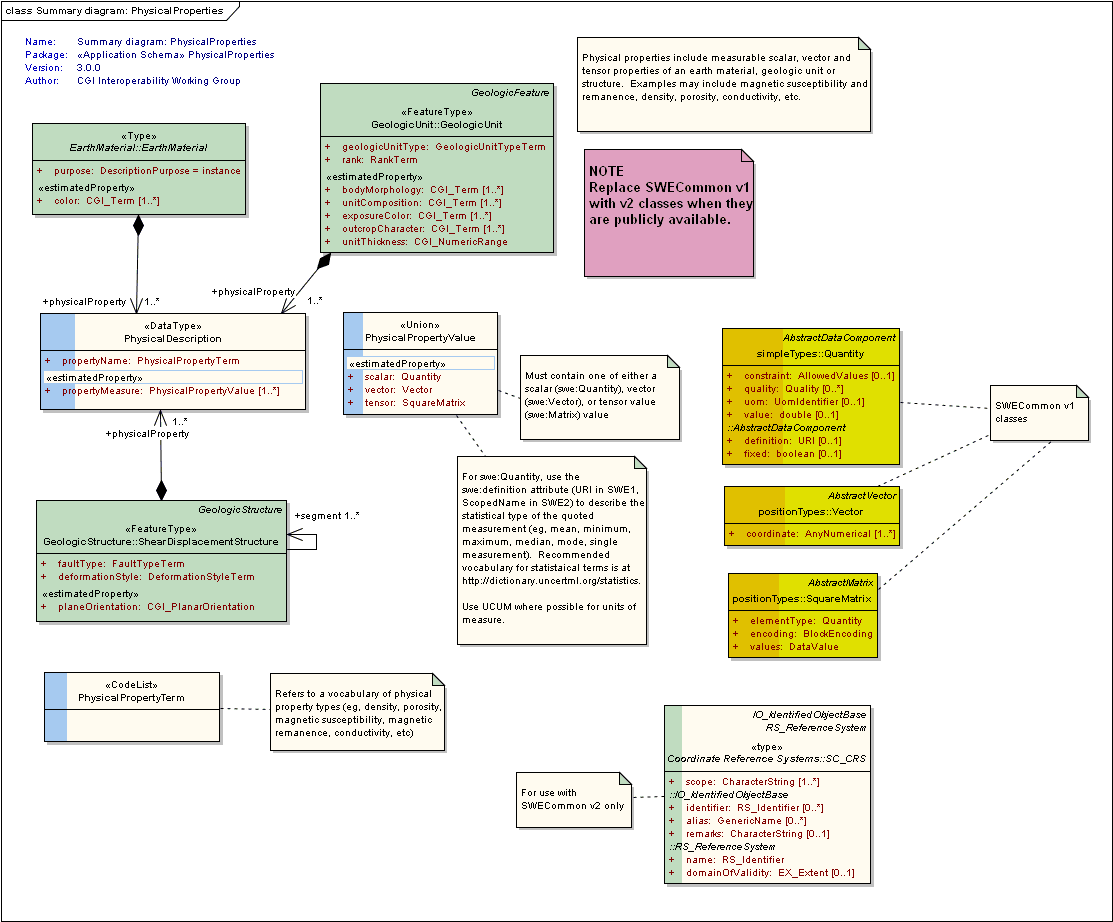 class Summary diagram: PhysicalProperties
Name: Summary diagram: PhysicalProperties
Package: «Application Schema» PhysicalProperties
Version: 3.0.0
Author: CGI Interoperability Working Group
Physical properties include measurable scalar, vector and
tensor properties of an earth material, geologic unit or
structure. Examples may include magnetic susceptibility and
remanence, density, porosity, conductivity, etc.
NOTE
Replace SWECommon v1
with v2 classes when they
are publicly available.
«Type»
EarthMaterial::EarthMaterial
+ purpose: DescriptionPurpose = instance
«estimatedProperty»
+ color: CGI_Term [1..*]
GeologicFeature
«FeatureType»
GeologicUnit::GeologicUnit
+ geologicUnitType: GeologicUnitTypeTerm
+ rank: RankTerm
«estimatedProperty»
+ bodyMorphology: CGI_Term [1..*]
+ unitComposition: CGI_Term [1..*]
+ exposureColor: CGI_Term [1..*]
+ outcropCharacter: CGI_Term [1..*]
+ unitThickness: CGI_NumericRange
+physicalProperty 1..*
+physicalProperty
1..*
«DataType»
PhysicalDescription
+ propertyName: PhysicalPropertyTerm
«estimatedProperty»
+ propertyMeasure: PhysicalPropertyValue [1..*]
1..*
+physicalProperty
«Union»
PhysicalPropertyValue
«estimatedProperty»
+ scalar: Quantity
+ vector: Vector
+ tensor: SquareMatrix
Must contain one of either a
scalar (swe:Quantity), vector
(swe:Vector), or tensor value
(swe:Matrix) value
AbstractDataComponent
simpleTypes::Quantity
+ constraint: AllowedValues [0..1]
+ quality: Quality [0..*]
+ uom: UomIdentifier [0..1]
+ value: double [0..1]
::AbstractDataComponent
+ definition: URI [0..1]
+ fixed: boolean [0..1]
SWECommon v1
classes
For swe:Quantity, use the
swe:definition attribute (URI in SWE1,
ScopedName in SWE2) to describe the
statistical type of the quoted
measurement (eg, mean, minimum,
maximum, median, mode, single
measurement). Recommended
vocabulary for statistaical terms is at
http://dictionary.uncertml.org/statistics.
Use UCUM where possible for units of
measure.
AbstractVector
positionTypes::Vector
+ coordinate: AnyNumerical [1..*]
GeologicStructure
«FeatureType»
GeologicStructure::ShearDisplacementStructure
+ faultType: FaultTypeTerm
+ deformationStyle: DeformationStyleTerm
«estimatedProperty»
+ planeOrientation: CGI_PlanarOrientation
+segment 1..*
AbstractMatrix
positionTypes::SquareMatrix
+ elementType: Quantity
+ encoding: BlockEncoding
+ values: DataValue
«CodeList»
PhysicalPropertyTerm
Refers to a vocabulary of physical
property types (eg, density, porosity,
magnetic susceptibility, magnetic
remanence, conductivity, etc)
IO_IdentifiedObjectBase
RS_ReferenceSystem
«type»
Coordinate Reference Systems::SC_CRS
+ scope: CharacterString [1..*]
::IO_IdentifiedObjectBase
+ identifier: RS_Identifier [0..*]
+ alias: GenericName [0..*]
+ remarks: CharacterString [0..1]
::RS_ReferenceSystem
+ name: RS_Identifier
+ domainOfValidity: EX_Extent [0..1]
For use with
SWECommon v2 only